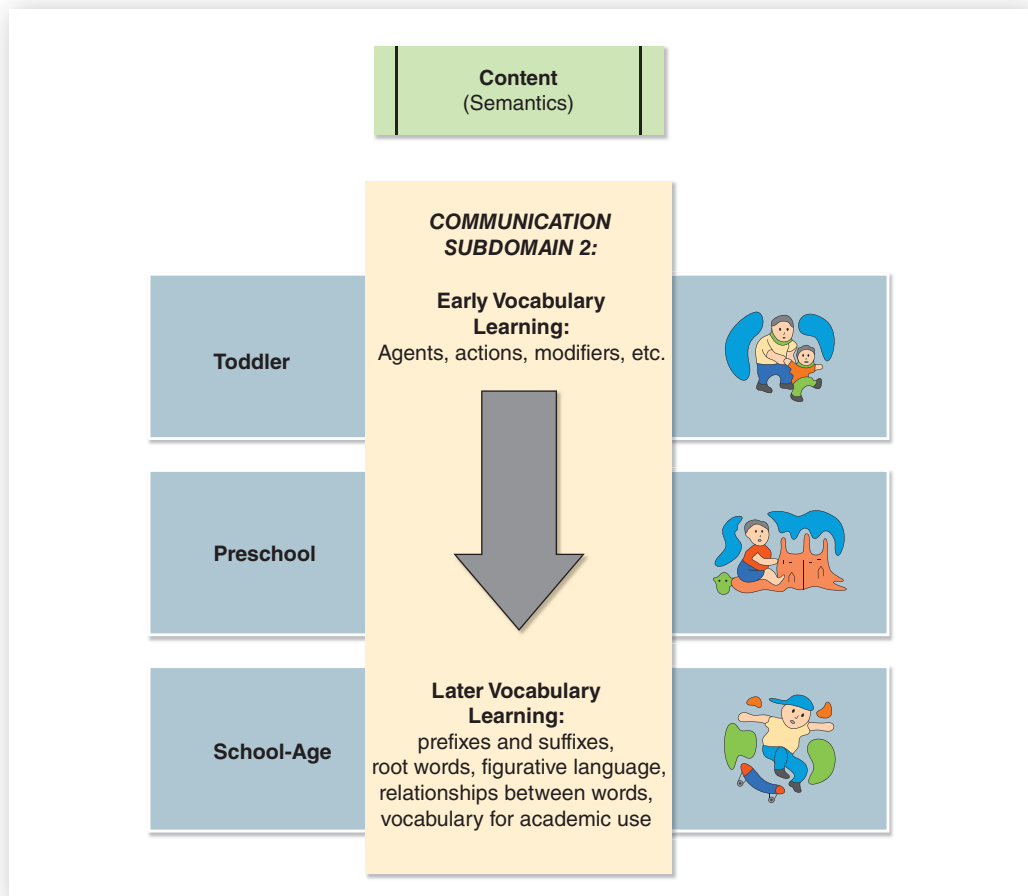 Content
(Semantics)
COMMUNICATION
SUBDOMAIN 2:
Early Vocabulary
Learning:
Agents, actions, modifiers, etc.
Toddler
Preschool
Later Vocabulary
Learning:
prefixes and suffixes,
root words, figurative language,
relationships between words,
vocabulary for academic use
School-Age